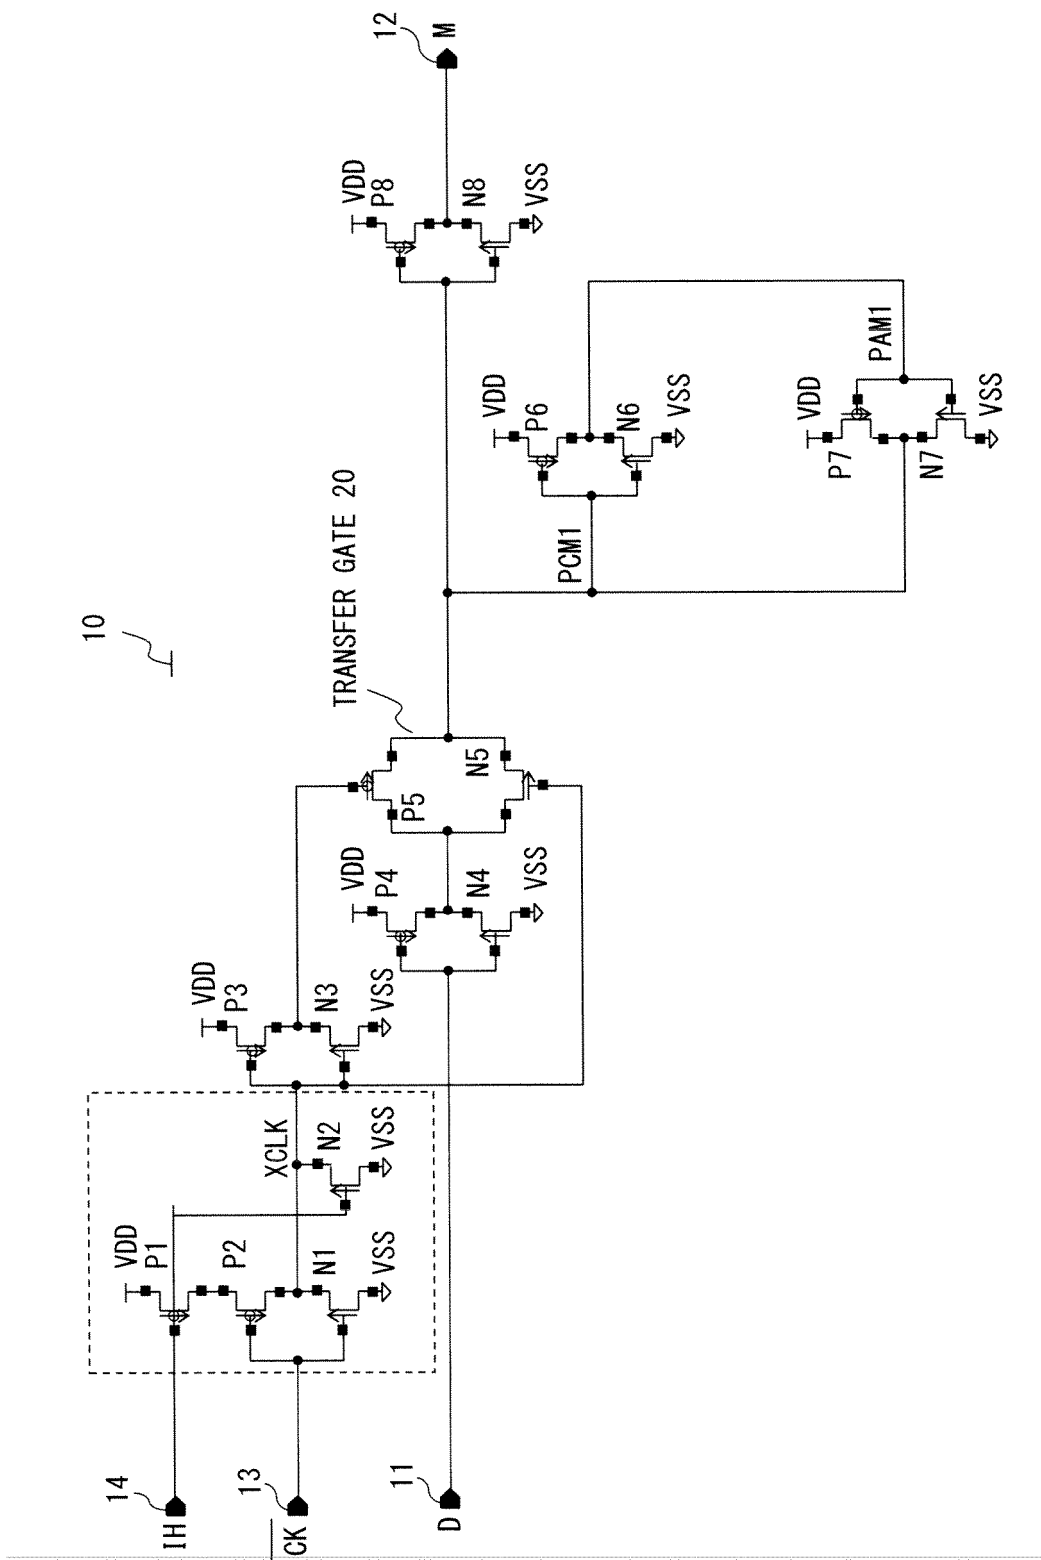 10
14
IH
13
CK
11
D
VDD
P1
P2
N1
VSS
XCLK
N2
VSS
VDD
P3
N3
VSS
VDD
P4
N4
VSS
P5
N5
TRANSFER GATE 20
PCM1
VDD
P6
N6
VSS
PAM1
VDD
P7
N7
VSS
VDD
P8
N8
VSS
12
M